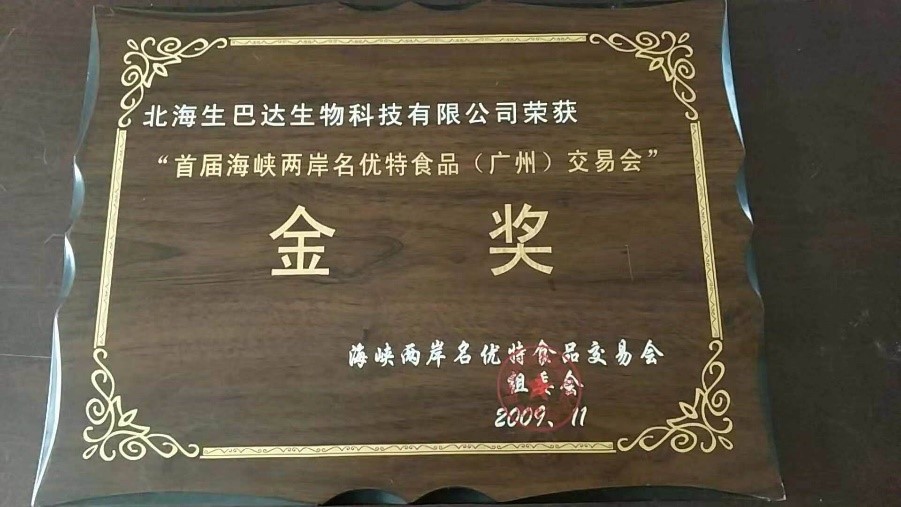 北海生巴达生物科技有限公司荣获
“首届海峡两岸名优特食品（广州）交易会”
金 奖
海峡两岸名优特食品交易会
组委会
2009、11